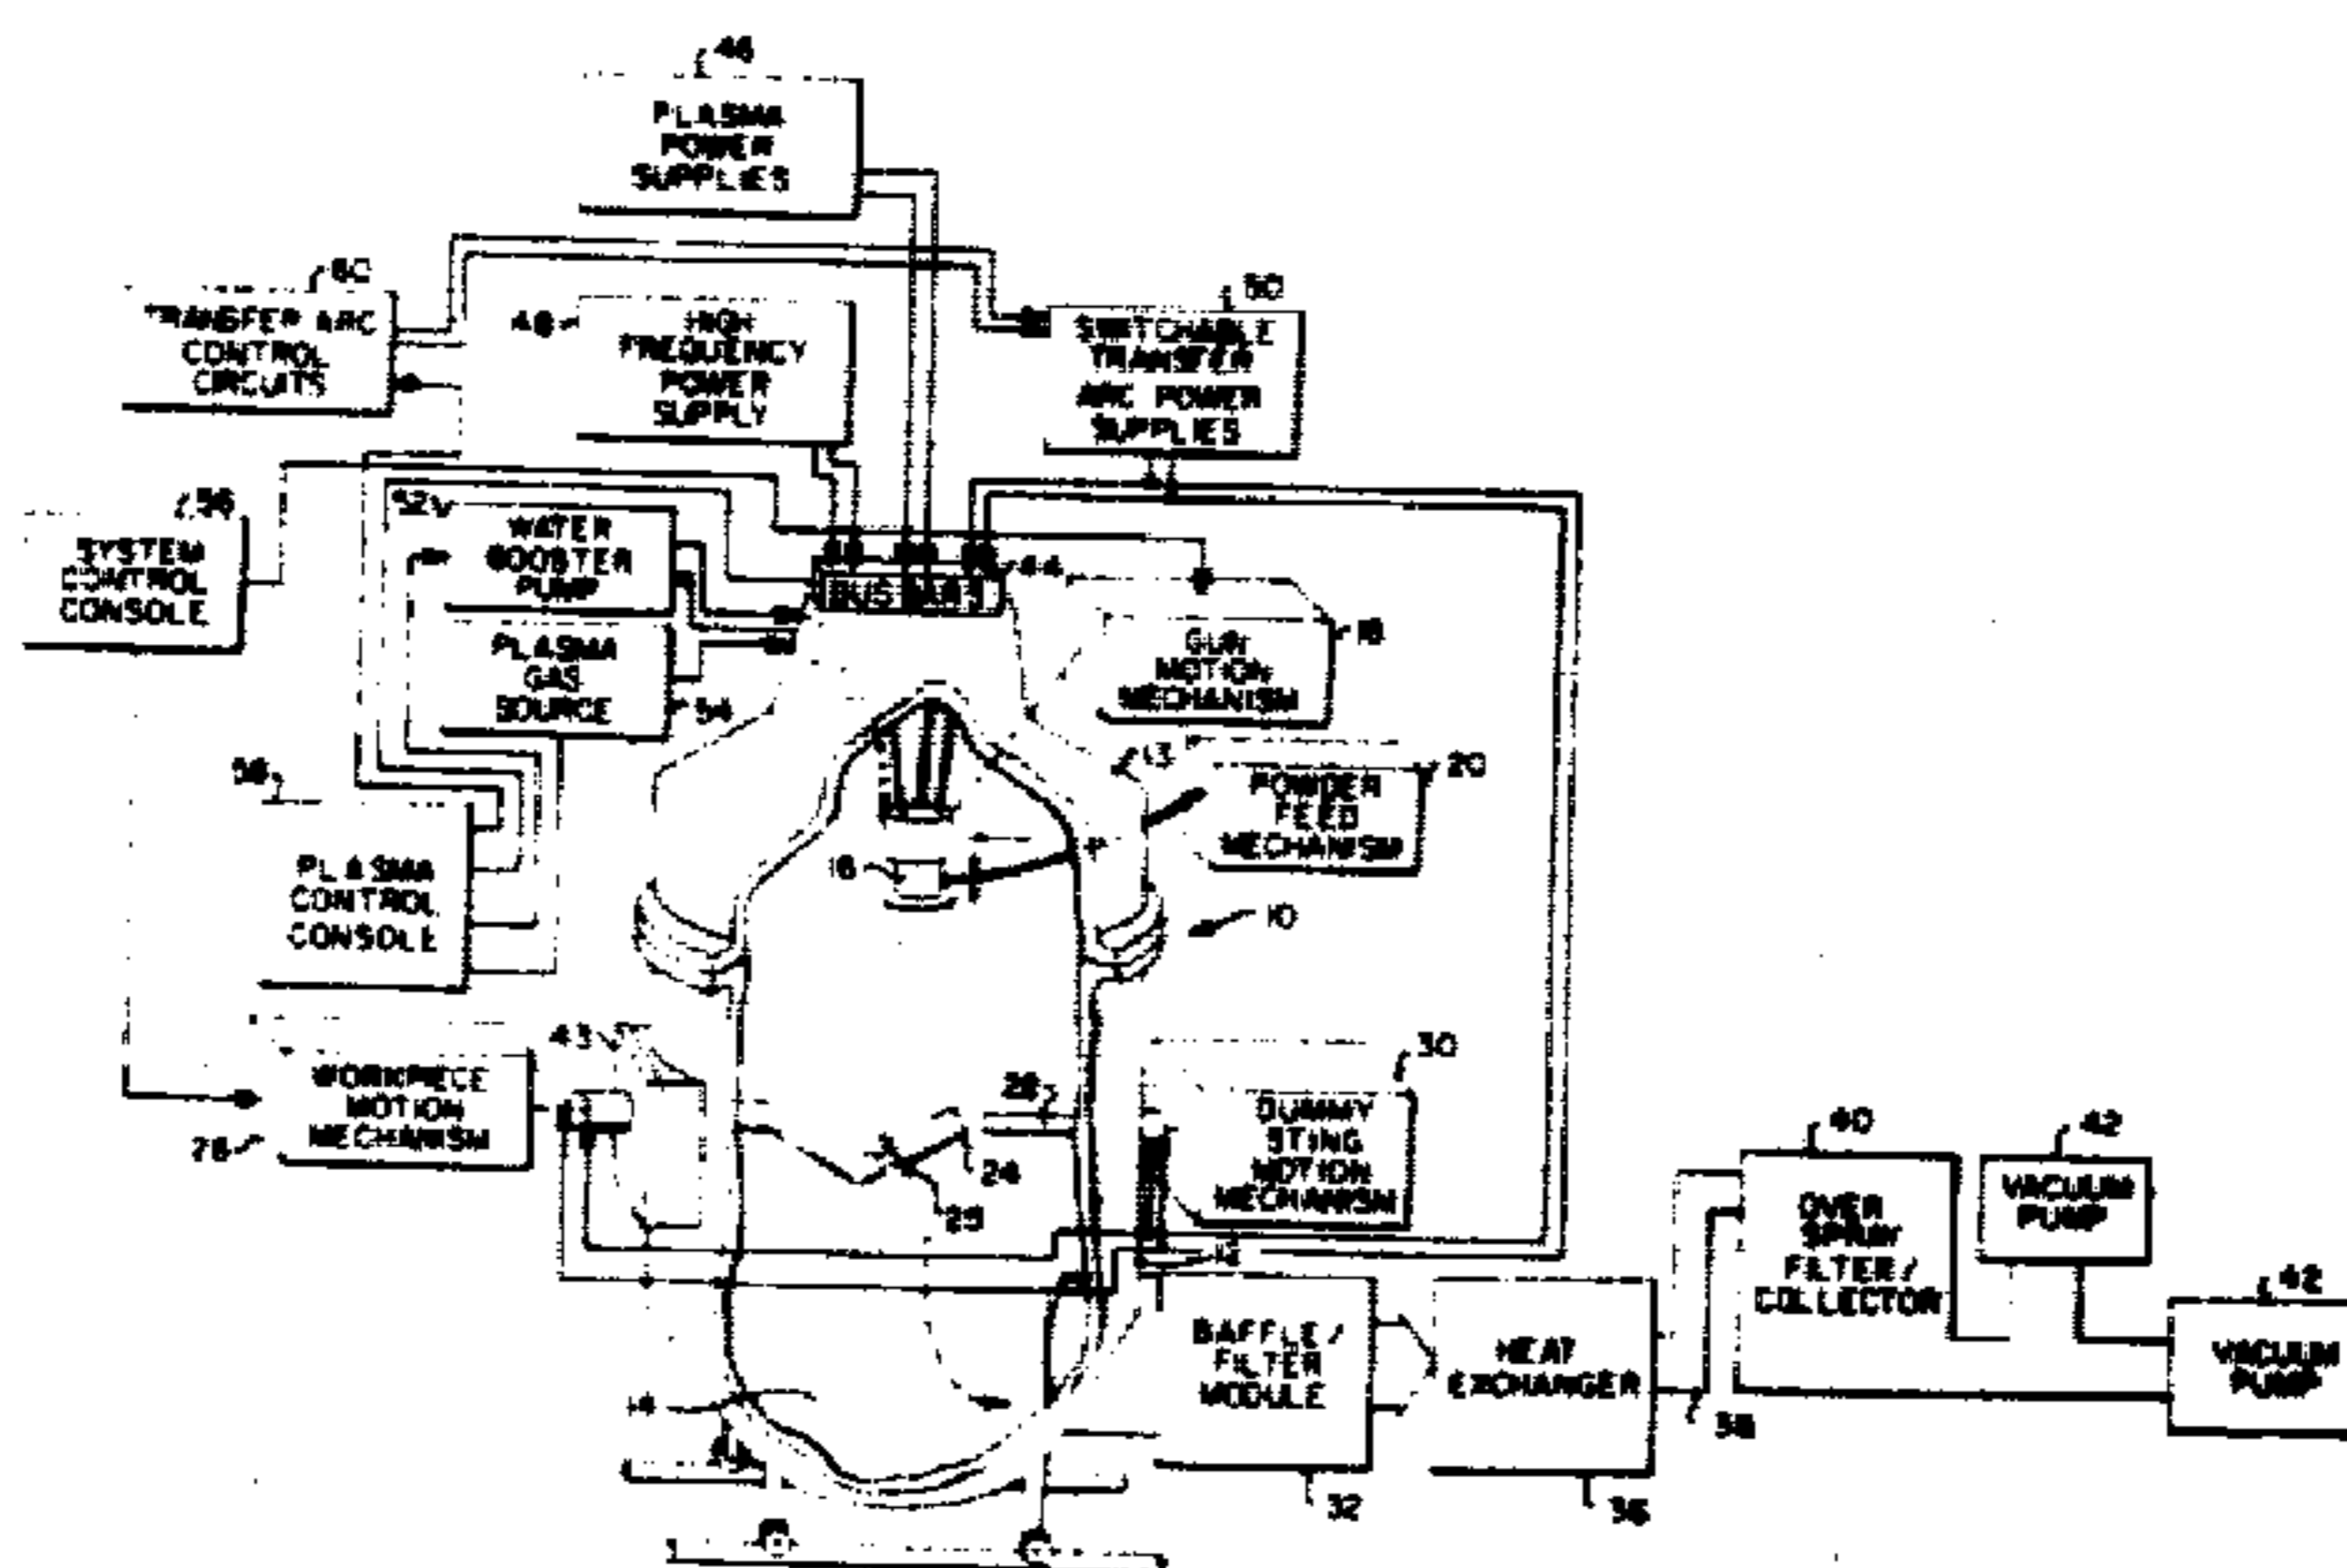 46
PLASMA
POWER
SUPPLIES
60
TRANSFER ARC
CONTROL
CIRCUITS
48
HIGH
FREQUENCY
POWER
SUPPLY
50
SWITCHABLE
TRANSFER
ARC POWER
SUPPLIES
56
SYSTEM
CONTROL
CONSOLE
52
WATER
BOOSTER
PUMP
BUS BARS
44
PLASMA
GAS
SOURCE
54
GUN
MOTION
MECHANISM
18
13
POWDER
FEED
MECHANISM
20
58
PLASMA
CONTROL
CONSOLE
16
10
43
WORKPIECE
MOTION
MECHANISM
24
30
DUMMY
STING
MOTION
MECHANISM
40
OVER
SPRAY
FILTER/
COLLECTOR
42
VACUUM
PUMP
42
VACUUM
PUMP
BAFFLE/
FILTER
MODULE
32
HEAT
EXCHANGER
36
38
14